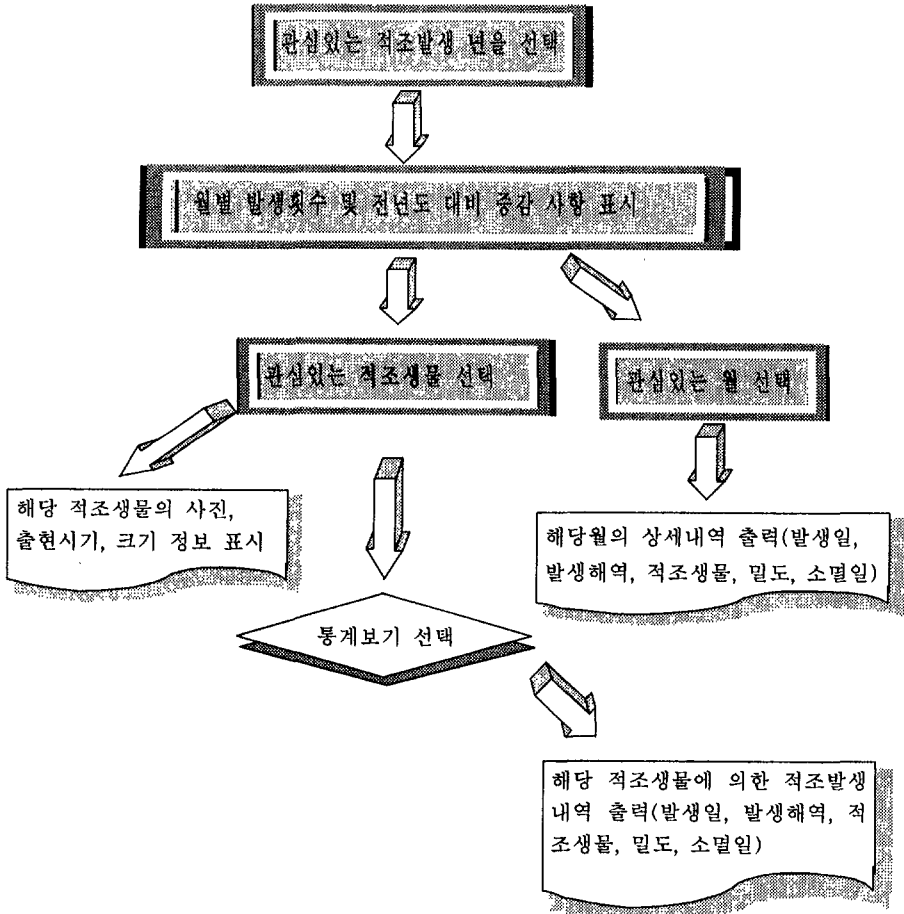 관심있는 적조발생 년을 선택
월별 발생횟수 및 전년도 대비 증감 사항 표시
관심있는 적조생물 선택
관심있는 월 선택
해당 적조생물의 사진,
출현시기, 크기 정보 표시
해당월의 상세내역 출력(발생일,
발생해역, 적조생물, 밀도, 소멸일)
통계보기 선택
해당 적조생물에 의한 적조발생
내역 출력(발생일, 발생해역, 적
조생물, 밀도, 소멸일)